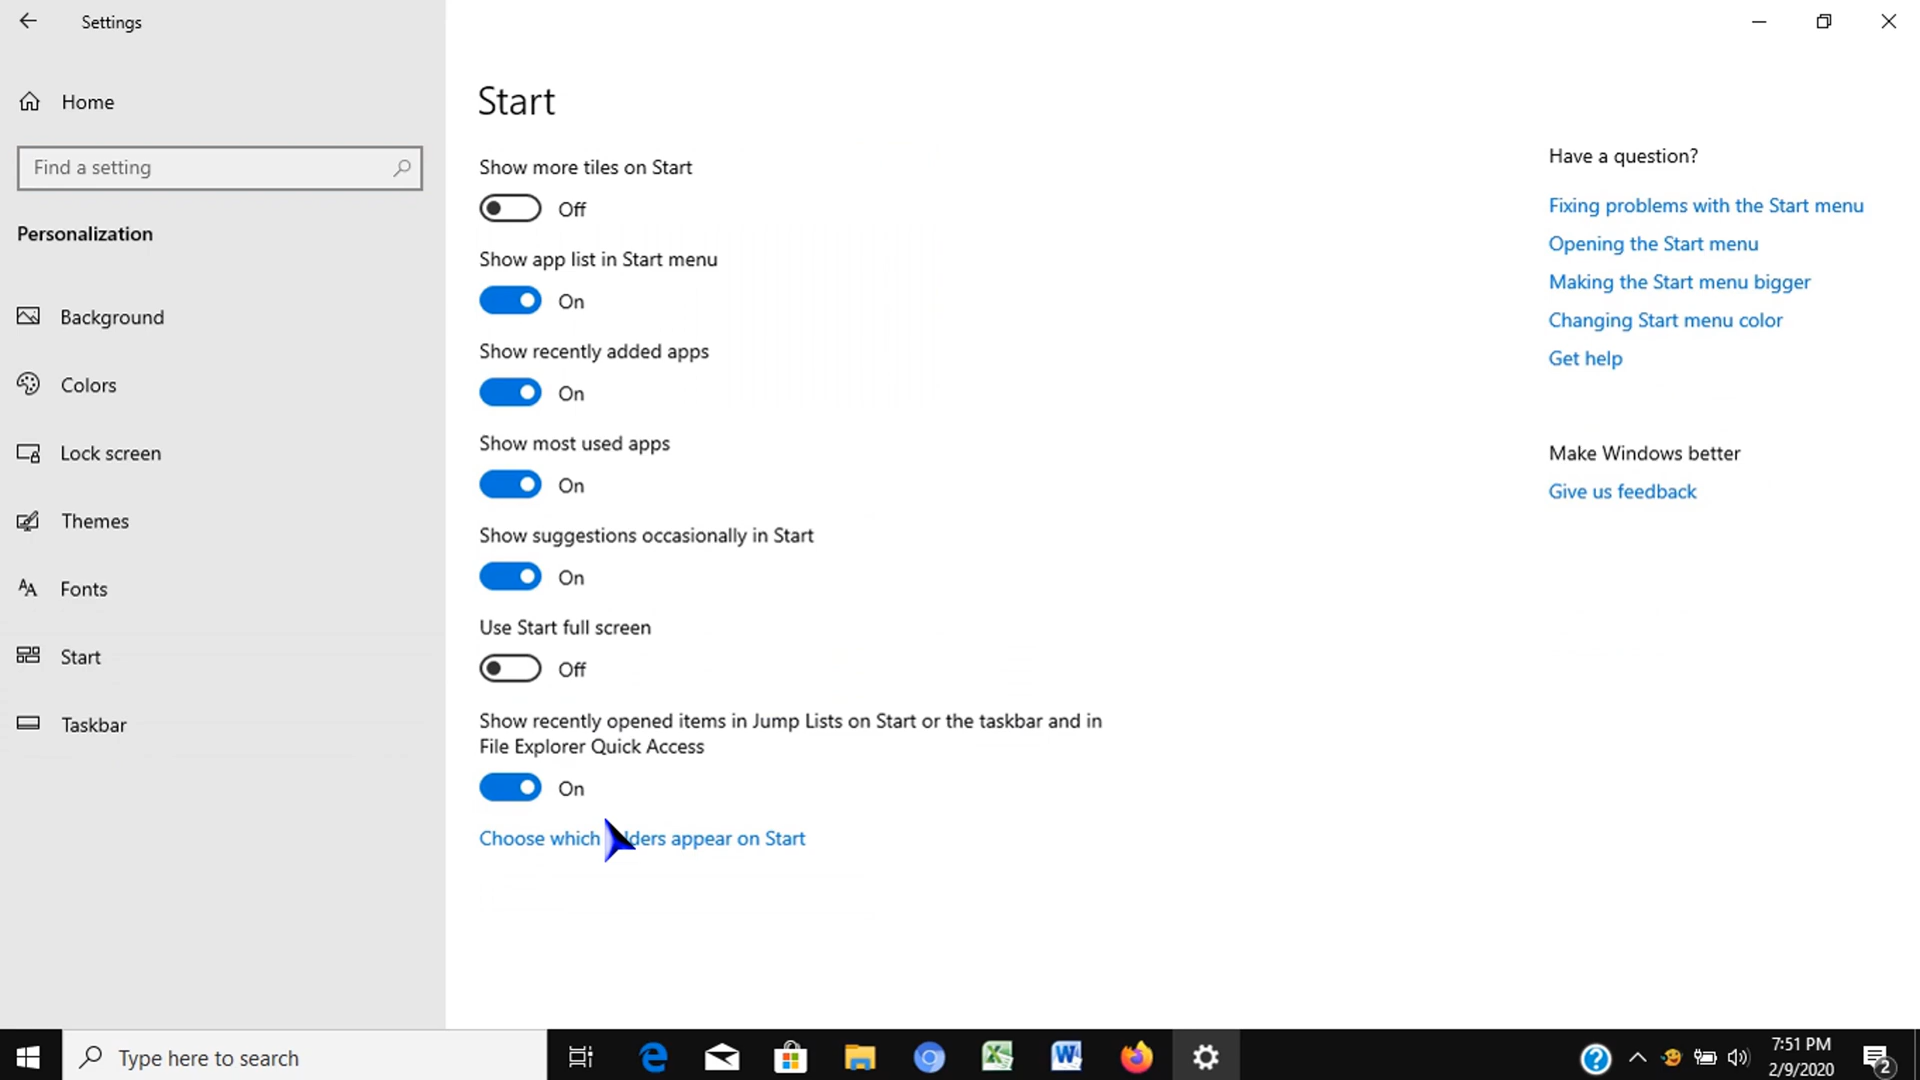 Settings
Home
Find a setting
Personalization
Background
Colors
Lock screen
Themes
Fonts
Start
Taskbar
Start
Show more tiles on Start
Off
Show app list in Start menu
On
Show recently added apps
On
Show most used apps
On
Show suggestions occasionally in Start
On
Use Start full screen
Off
Show recently opened items in Jump Lists on Start or the taskbar and in
File Explorer Quick Access
On
Choose which lders appear on Start
Have a question?
Fixing problems with the Start menu
Opening the Start menu
Making the Start menu bigger
Changing Start menu color
Get help
Make Windows better
Give us feedback
Type here to search
7:51 PM
2/9/2020
2